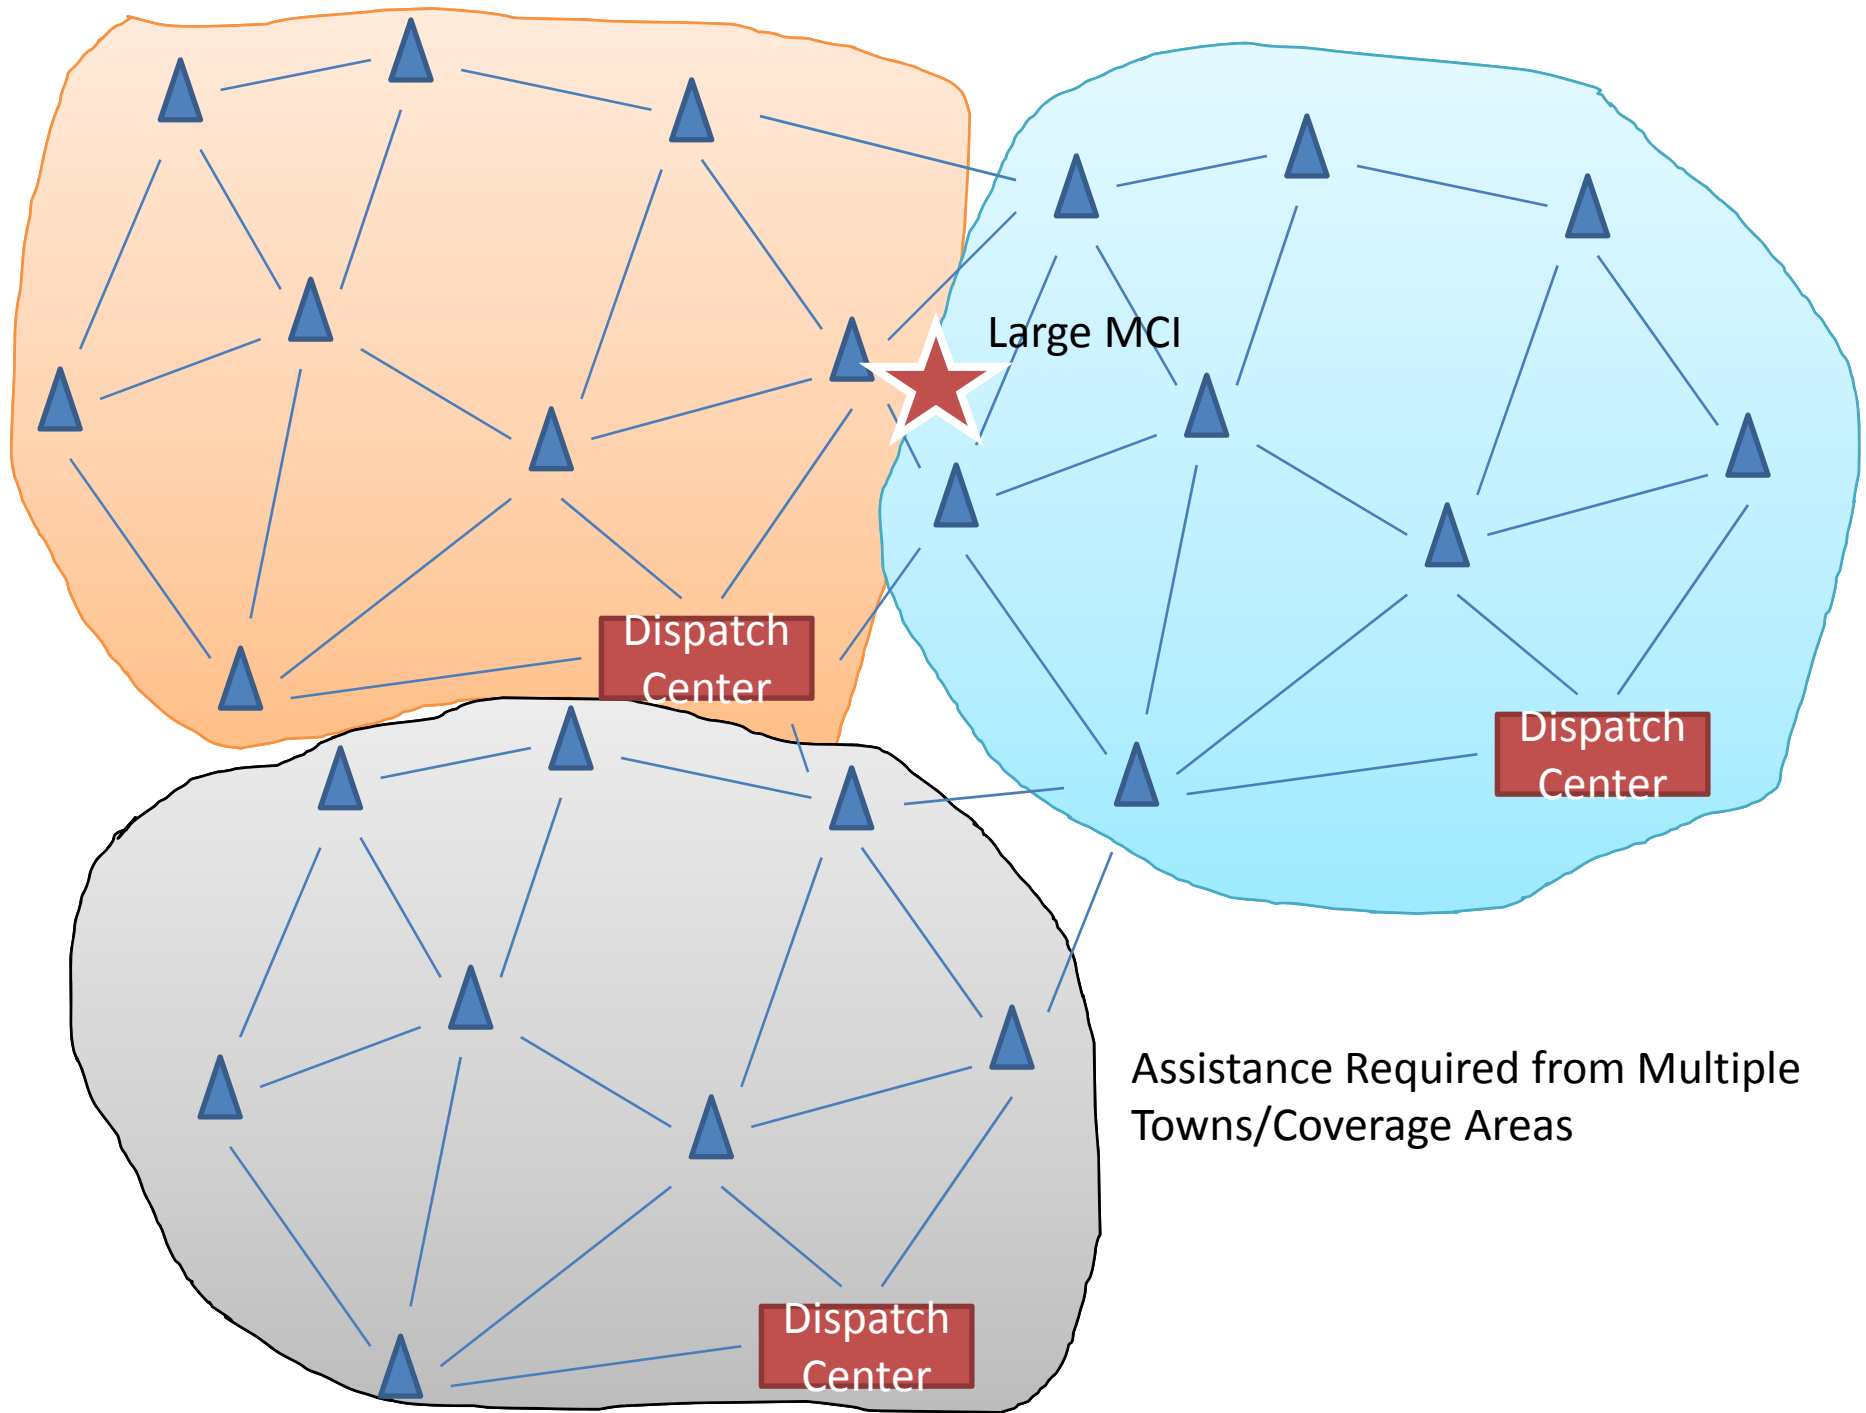 Large MCI
Dispatch
Center
Dispatch
Center
Assistance Required from Multiple
Towns/Coverage Areas
Dispatch
Center